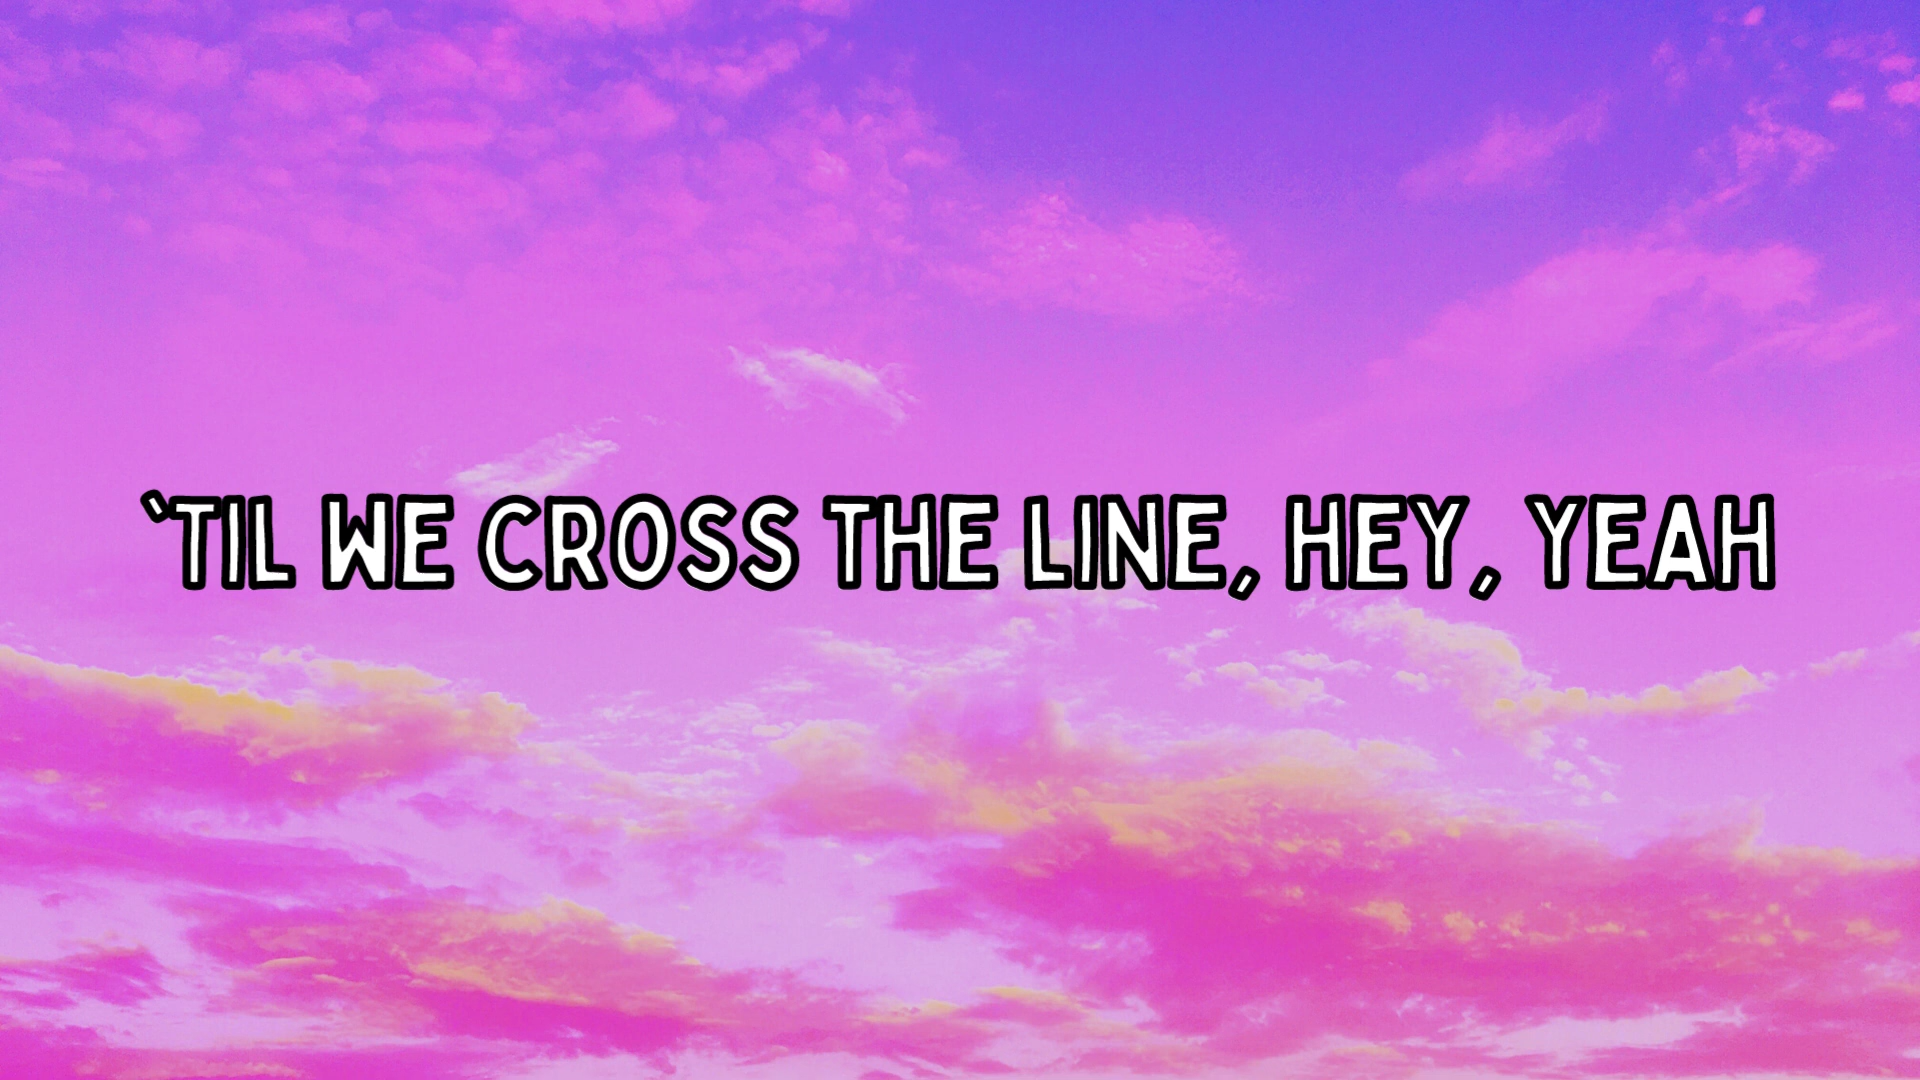 ‘TIL WE CROSS THE LINE, HEY, YEAH